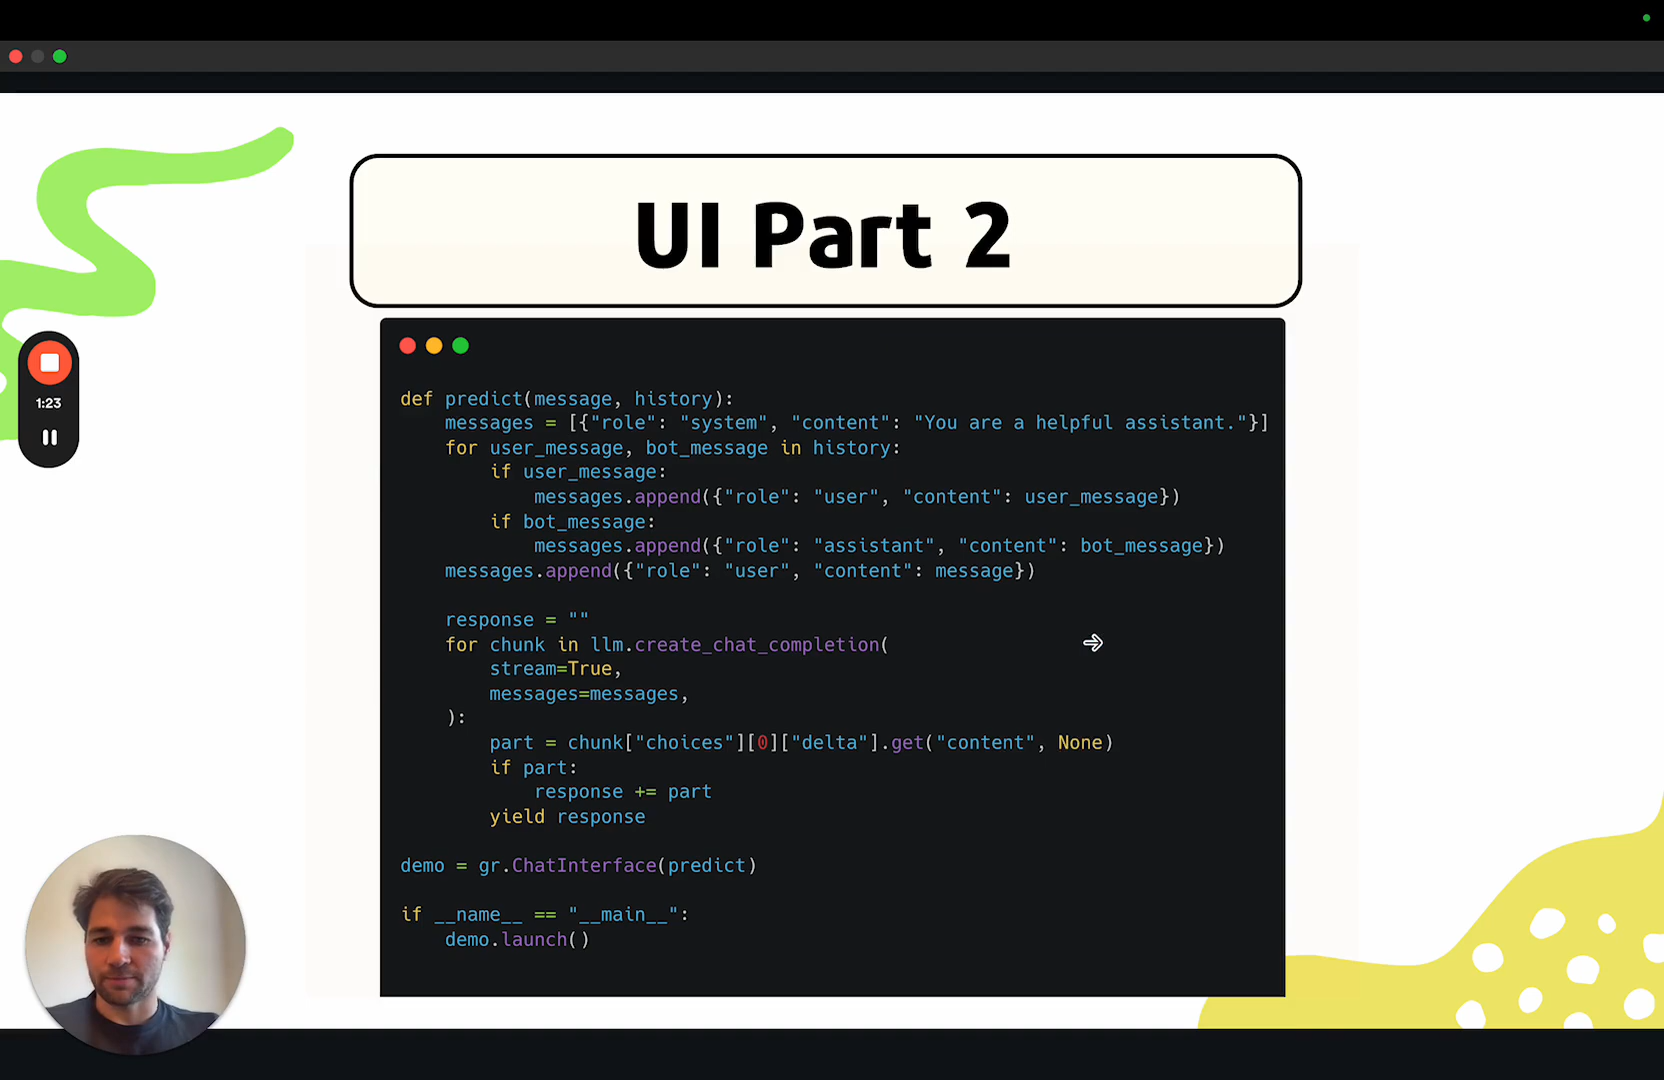 UI Part 2
1:23
def predict(message, history):
    messages = [{"role": "system", "content": "You are a helpful assistant."}]
    for user_message, bot_message in history:
        if user_message:
            messages.append({"role": "user", "content": user_message})
        if bot_message:
            messages.append({"role": "assistant", "content": bot_message})
    messages.append({"role": "user", "content": message})

    response = ""
    for chunk in llm.create_chat_completion(
        stream=True,
        messages=messages,
    ):
        part = chunk["choices"][0]["delta"].get("content", None)
        if part:
            response += part
        yield response

demo = gr.ChatInterface(predict)

if __name__ == "__main__":
    demo.launch()